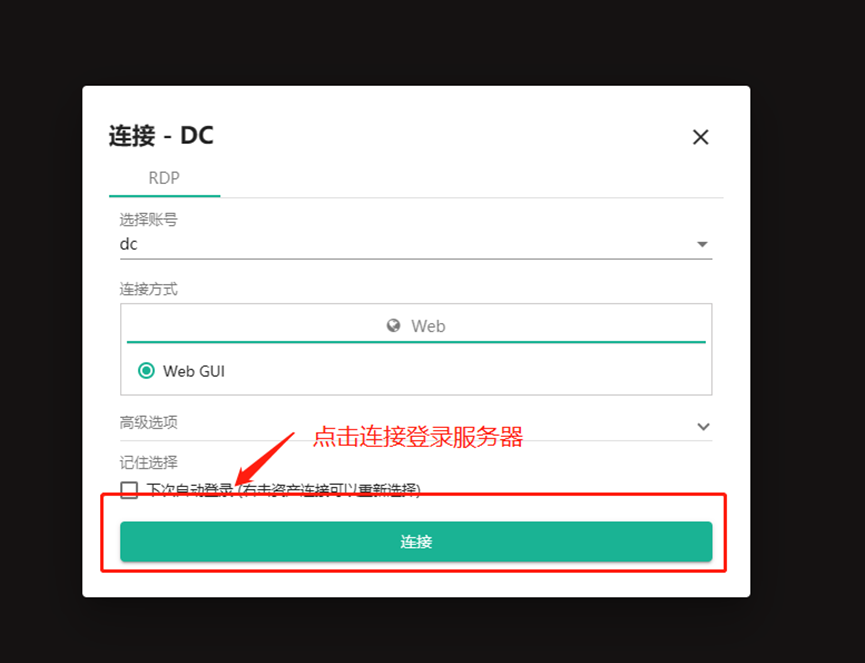 连接 - DC
RDP
选择账号
dc
连接方式
Web
Web GUI
高级选项
点击连接登录服务器
记住选择
下次自动登录 (右击资产连接可以重新选择)
连接